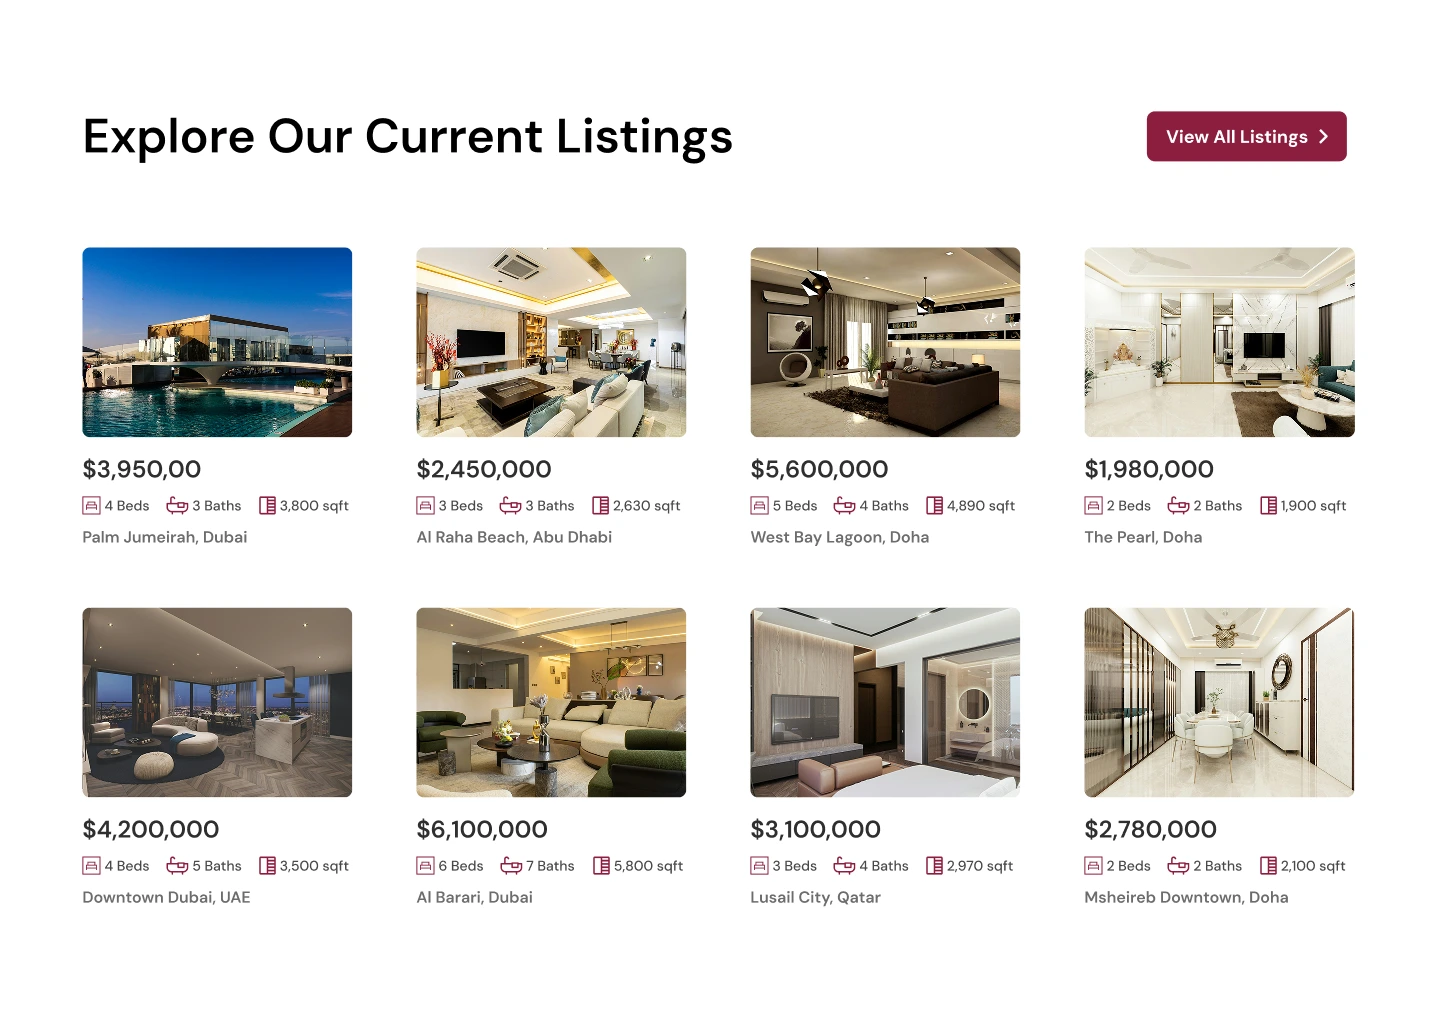 Explore Our Current Listings
View All Listings
$3,950,00
4 Beds 3 Baths 3,800 sqft
Palm Jumeirah, Dubai
$2,450,000
3 Beds 3 Baths 2,630 sqft
Al Raha Beach, Abu Dhabi
$5,600,000
5 Beds 4 Baths 4,890 sqft
West Bay Lagoon, Doha
$1,980,000
2 Beds 2 Baths 1,900 sqft
The Pearl, Doha
$4,200,000
4 Beds 5 Baths 3,500 sqft
Downtown Dubai, UAE
$6,100,000
6 Beds 7 Baths 5,800 sqft
Al Barari, Dubai
$3,100,000
3 Beds 4 Baths 2,970 sqft
Lusail City, Qatar
$2,780,000
2 Beds 2 Baths 2,100 sqft
Msheireb Downtown, Doha